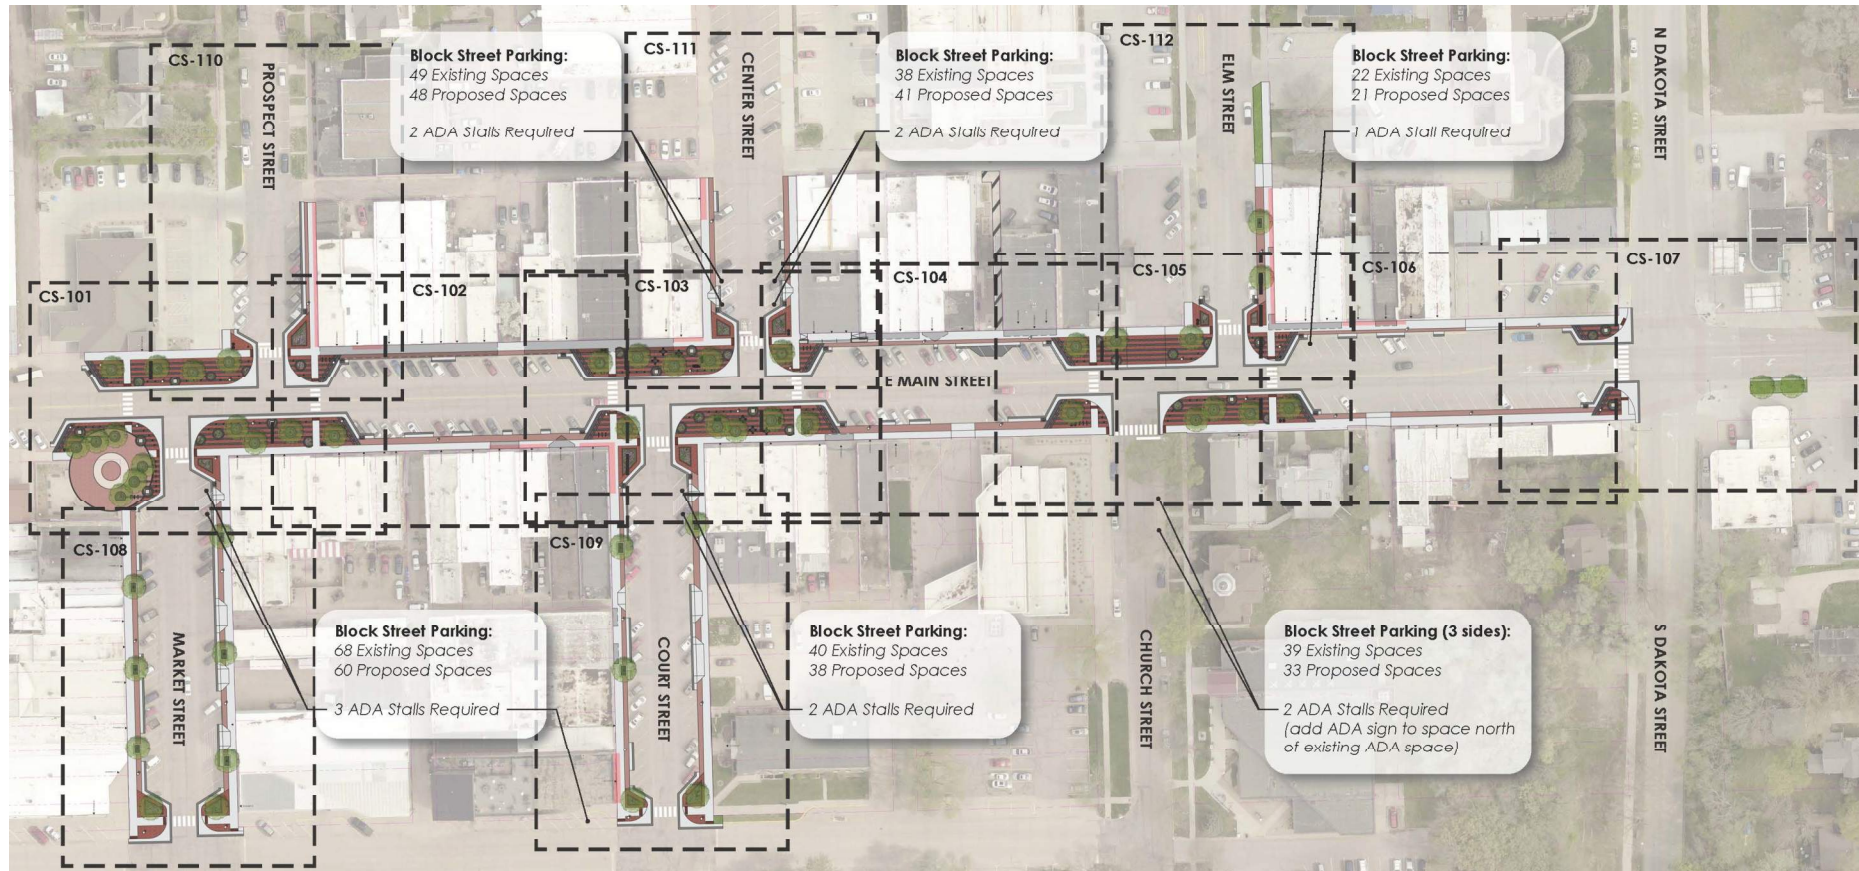 CS-110
PROSPECT STREET
Block Street Parking:
49 Existing Spaces
48 Proposed Spaces
2 ADA Stalls Required
CS-111
CENTER STREET
Block Street Parking:
38 Existing Spaces
41 Proposed Spaces
2 ADA Stalls Required
CS-112
ELM STREET
Block Street Parking:
22 Existing Spaces
21 Proposed Spaces
1 ADA Stall Required
N DAKOTA STREET
CS-101
CS-102
CS-103
CS-104
CS-105
CS-106
CS-107
E MAIN STREET
CS-108
MARKET STREET
Block Street Parking:
68 Existing Spaces
60 Proposed Spaces
3 ADA Stalls Required
CS-109
COURT STREET
Block Street Parking:
40 Existing Spaces
38 Proposed Spaces
2 ADA Stalls Required
CHURCH STREET
Block Street Parking (3 sides):
39 Existing Spaces
33 Proposed Spaces
2 ADA Stalls Required
(add ADA sign to space north
of existing ADA space)
S DAKOTA STREET